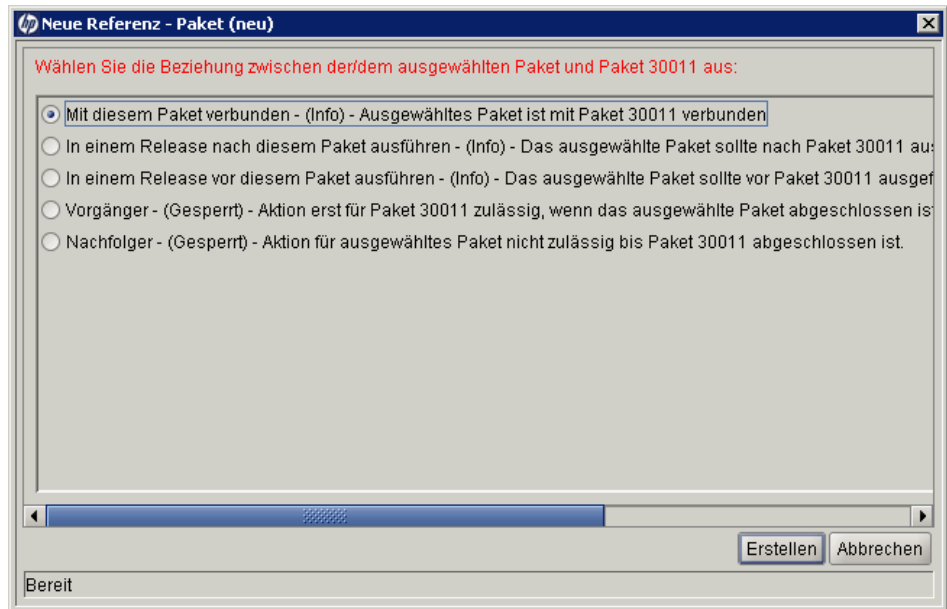 hp Neue Referenz - Paket (neu)
Wählen Sie die Beziehung zwischen der/dem ausgewählten Paket und Paket 30011 aus:
Mit diesem Paket verbunden - (Info) - Ausgewähltes Paket ist mit Paket 30011 verbunden
In einem Release nach diesem Paket ausführen - (Info) - Das ausgewählte Paket sollte nach Paket 30011 au
In einem Release vor diesem Paket ausführen - (Info) - Das ausgewählte Paket sollte vor Paket 30011 ausgef
Vorgänger - (Gesperrt) - Aktion erst für Paket 30011 zulässig, wenn das ausgewählte Paket abgeschlossen is
Nachfolger - (Gesperrt) - Aktion für ausgewähltes Paket nicht zulässig bis Paket 30011 abgeschlossen ist.
Erstellen Abbrechen
Bereit